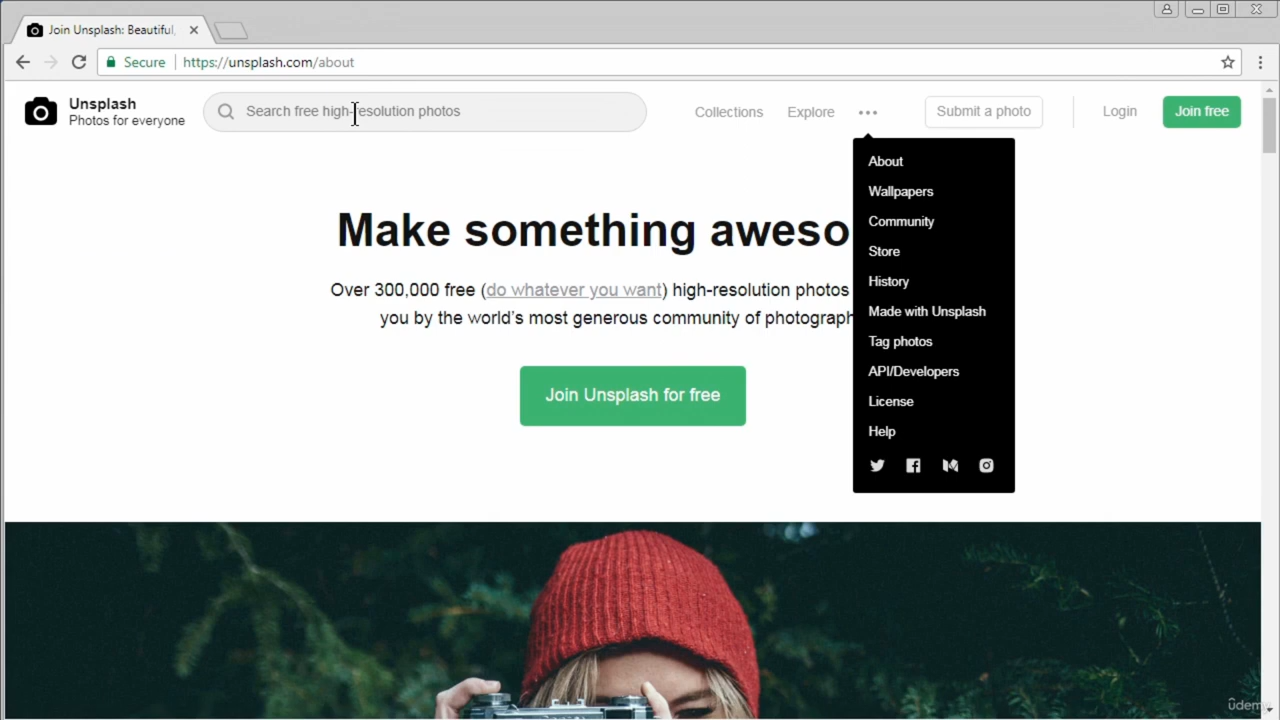 Join Unsplash: Beautiful,
Secure
https://unsplash.com/about
Unsplash
Photos for everyone
Search free high-resolution photos
Collections
Explore
Submit a photo
Login
Join free
Make something aweso
Over 300,000 free (do whatever you want) high-resolution photos
you by the world's most generous community of photograph
Join Unsplash for free
About
Wallpapers
Community
Store
History
Made with Unsplash
Tag photos
API/Developers
License
Help
udemy